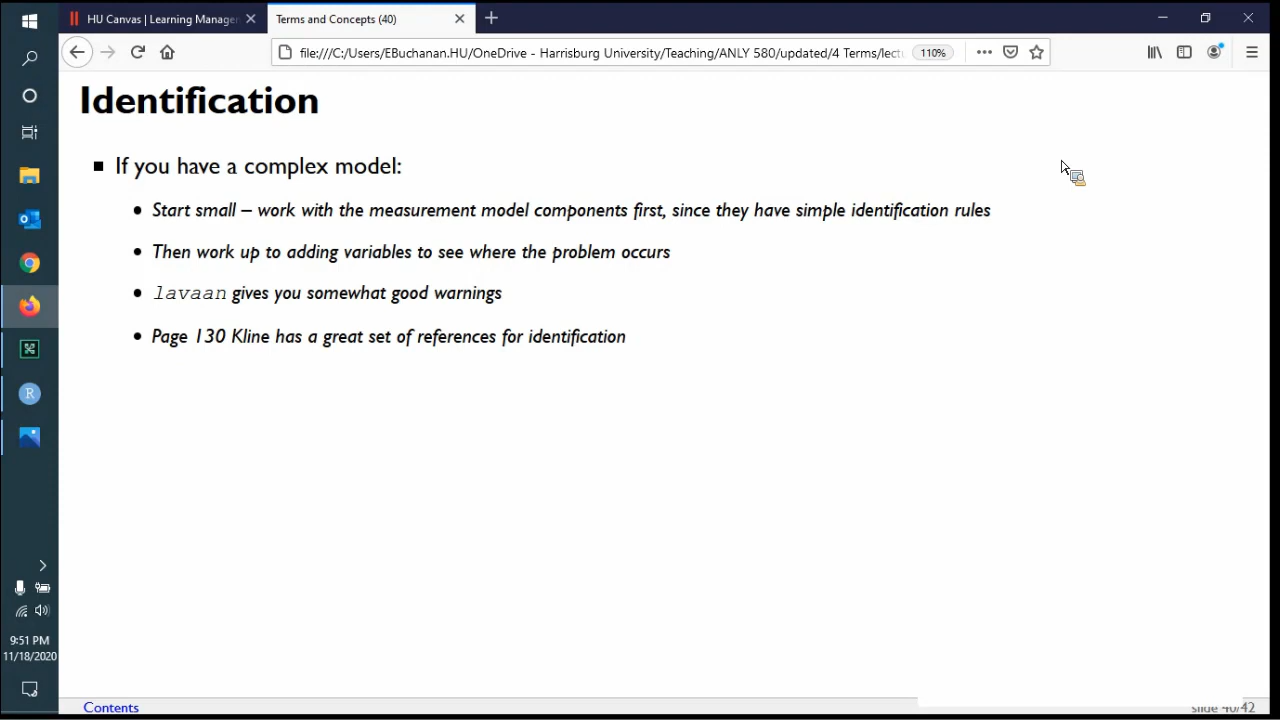 HU Canvas | Learning Manage
Terms and Concepts (40)
file:///C:/Users/EBuchanan.HU/OneDrive - Harrisburg University/Teaching/ANLY 580/updated/4 Terms/lectu
110%
Identification
If you have a complex model:
Start small – work with the measurement model components first, since they have simple identification rules
Then work up to adding variables to see where the problem occurs
lavaan gives you somewhat good warnings
Page 130 Kline has a great set of references for identification
9:51 PM
11/18/2020
Contents
slide 40/42